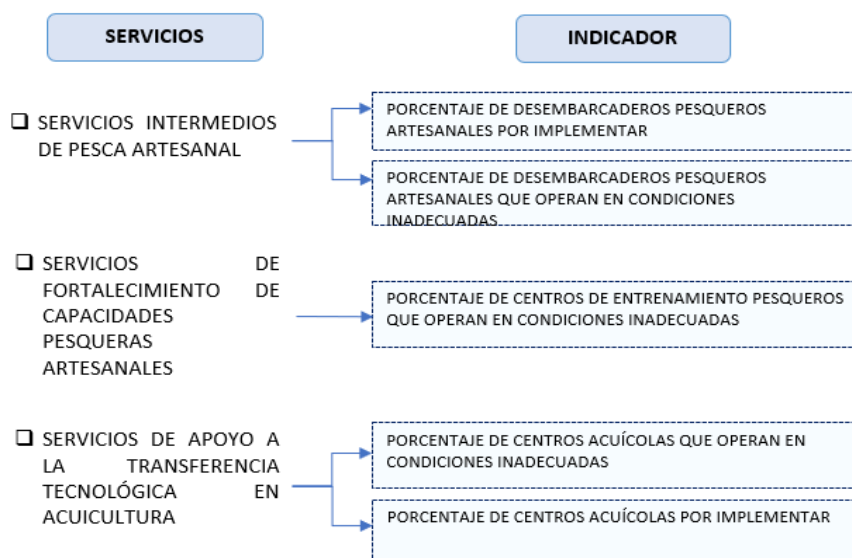 SERVICIOS
INDICADOR
SERVICIOS INTERMEDIOS
DE PESCA ARTESANAL
PORCENTAJE DE DESEMBARCADEROS PESQUEROS
ARTESANALES POR IMPLEMENTAR
PORCENTAJE DE DESEMBARCADEROS PESQUEROS
ARTESANALES QUE OPERAN EN CONDICIONES
INADECUADAS
SERVICIOS DE
FORTALECIMIENTO DE
CAPACIDADES
PESQUERAS
ARTESANALES
PORCENTAJE DE CENTROS DE ENTRENAMIENTO PESQUEROS
QUE OPERAN EN CONDICIONES INADECUADAS
SERVICIOS DE APOYO A
LA TRANSFERENCIA
TECNOLÓGICA EN
ACUICULTURA
PORCENTAJE DE CENTROS ACUÍCOLAS QUE OPERAN EN
CONDICIONES INADECUADAS
PORCENTAJE DE CENTROS ACUÍCOLAS POR IMPLEMENTAR